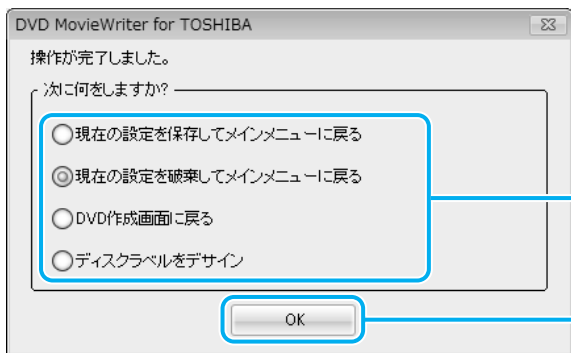 DVD MovieWriter for TOSHIBA
操作が完了しました。
次に何をしますか?
現在の設定を保存してメインメニューに戻る
現在の設定を破棄してメインメニューに戻る
DVD作成画面に戻る
ディスクラベルをデザイン
OK